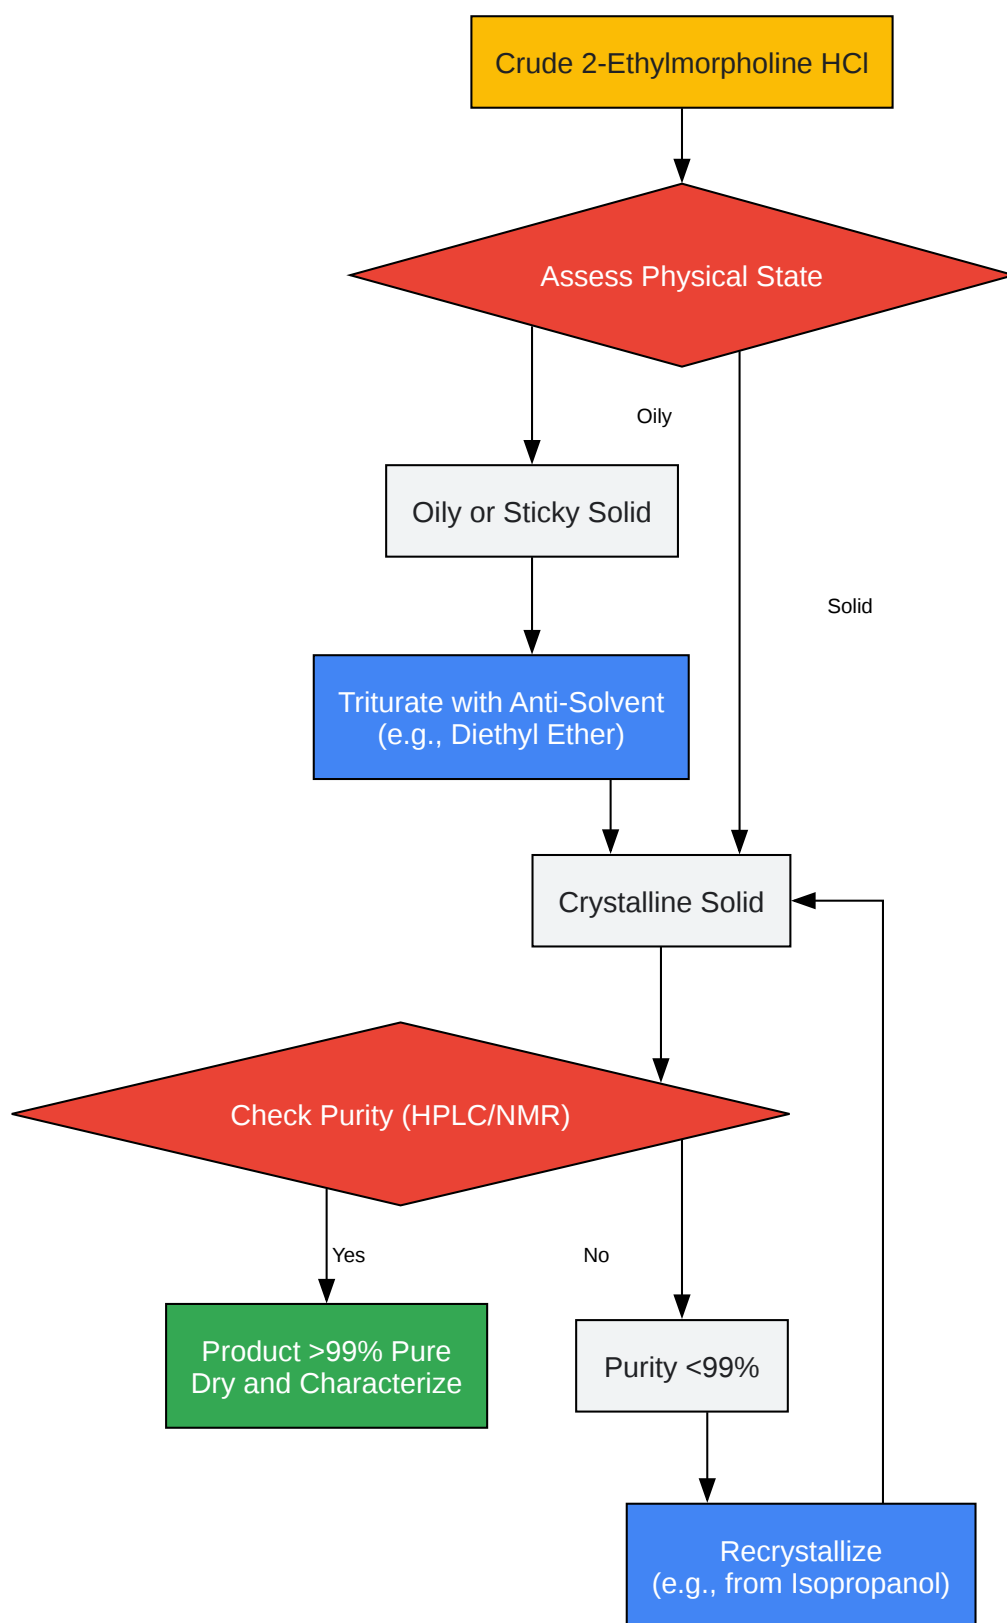 Crude 2-Ethylmorpholine HCl
Assess Physical State
Oily
Oily or Sticky Solid
Solid
Triturate with Anti-Solvent
(e.g., Diethyl Ether)
Crystalline Solid
Check Purity (HPLC/NMR)
Yes
No
Product >99% Pure
Dry and Characterize
Purity <99%
Recrystallize
(e.g., from Isopropanol)